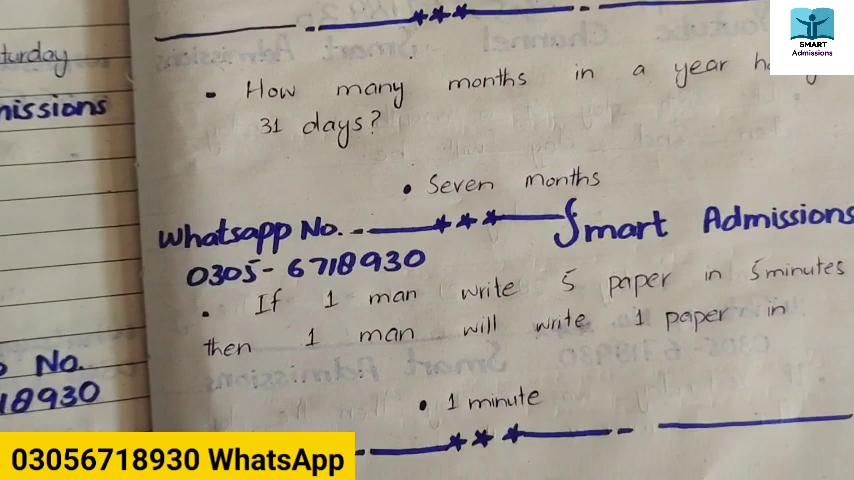 turday
nissions
SMART
Admissions
• How many months in a year
31 days?
• Seven months
Whatsapp No. Smart Admissions
0305-6718930
• If 1 man write 5 paper in 5minutes
then 1 man will write 1 paper in
• 1 minute
No.
18930
03056718930 WhatsApp